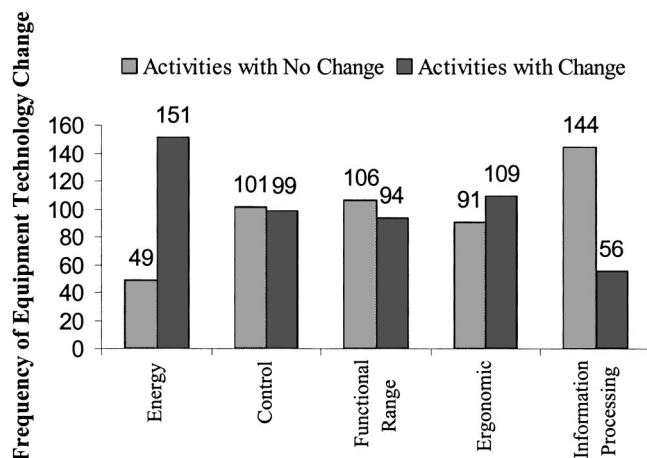 Frequency of Equipment Technology Change
Activities with No Change
Activities with Change
160
140
120
100
80
60
40
20
0
49
151
101
99
106
94
91
109
144
56
Energy
Control
Functional
Range
Ergonomic
Information
Processing